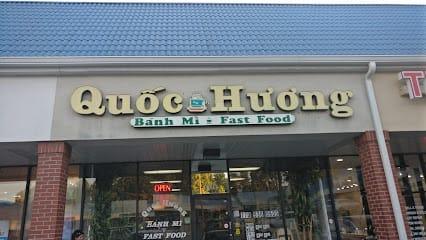 Quốc Hương
Bánh Mì - Fast Food
T
OPEN
BANH MI
FAST FOOD